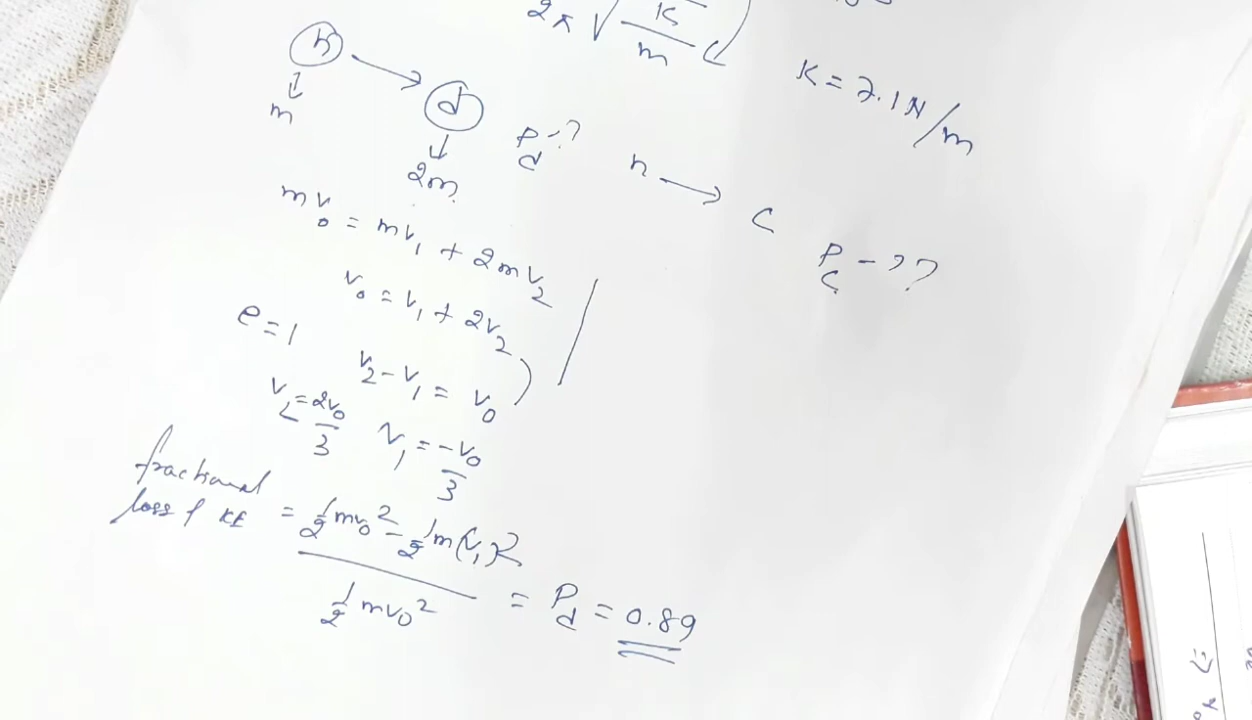 2π √ K/m
K = 7.1 N/m
n → d
m
2m
P_d - ?
n → C
P_C - ??
mv₀ = mv₁ + 2mv₂
v₀ = v₁ + 2v₂
e = 1
v₂ - v₁ = v₀
v₂ = 2v₀/3
v₁ = -v₀/3
fractional
loss of KE = (½mv₀² - ½m(v₁)²) / ½mv₀² = P_d = 0.89